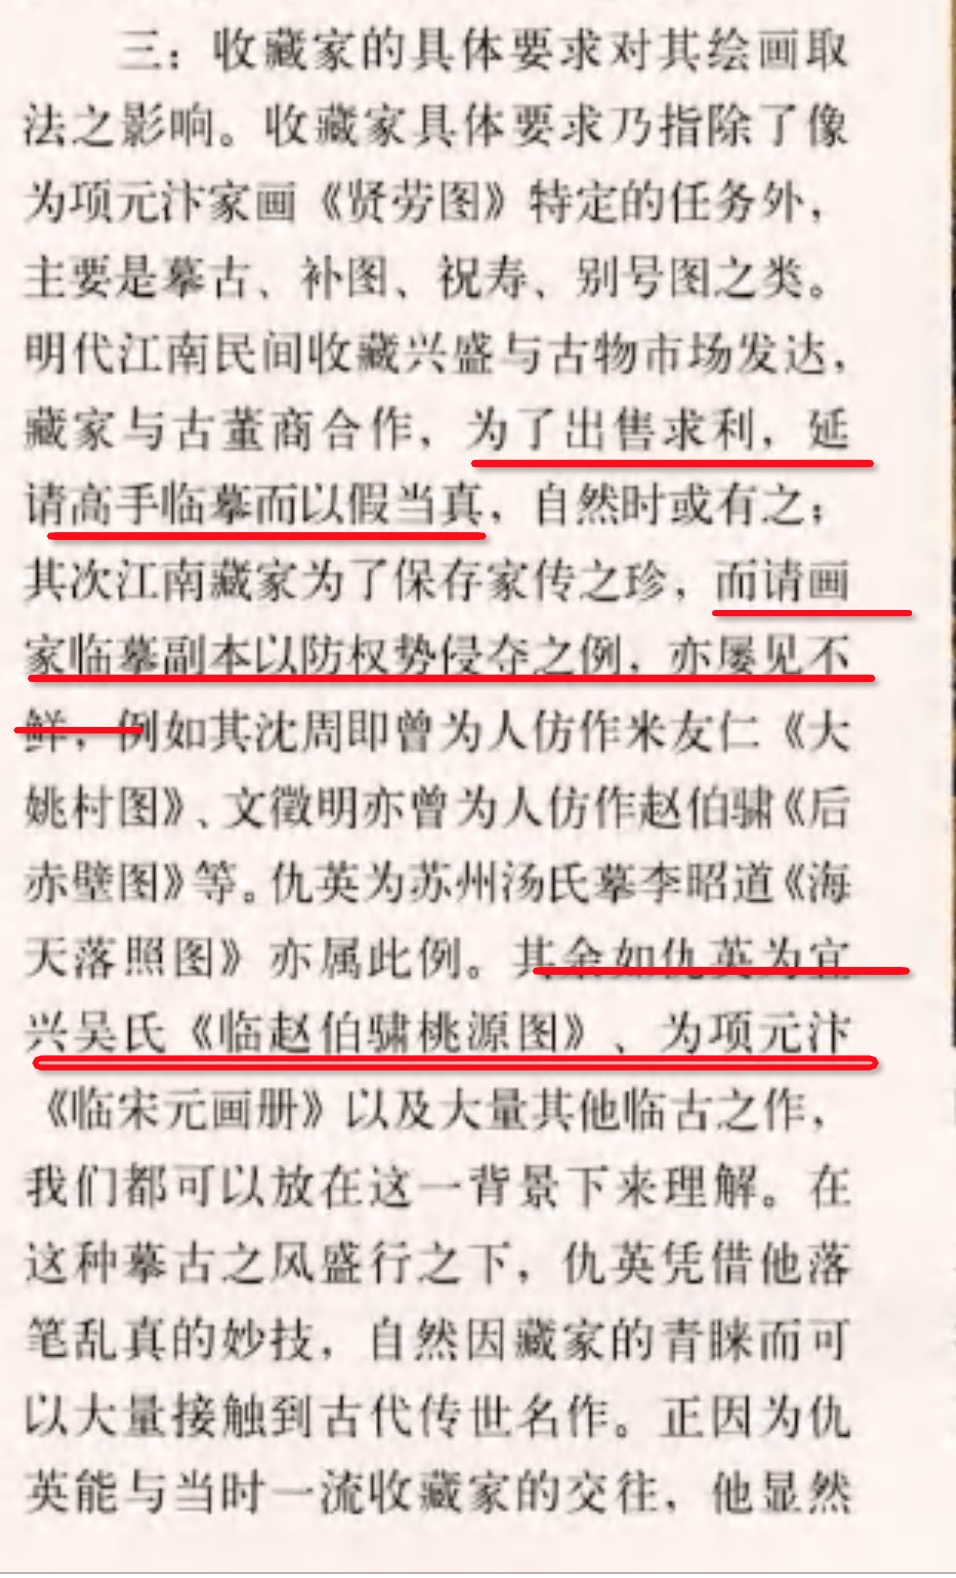 三：收藏家的具体要求对其绘画取
法之影响。收藏家具体要求乃指除了像
为项元汴家画《贤劳图》特定的任务外，
主要是摹古、补图、祝寿、别号图之类。
明代江南民间收藏兴盛与古物市场发达，
藏家与古董商合作，为了出售求利，延
请高手临摹而以假当真，自然时或有之；
其次江南藏家为了保存家传之珍，而请画
家临摹副本以防权势侵夺之例，亦屡见不
鲜，例如其沈周即曾为人仿作米友仁《大
姚村图》、文徵明亦曾为人仿作赵伯骕《后
赤壁图》等。仇英为苏州汤氏摹李昭道《海
天落照图》亦属此例。其余如仇英为宜
兴吴氏《临赵伯骕桃源图》、为项元汴
《临宋元画册》以及大量其他临古之作，
我们都可以放在这一背景下来理解。在
这种摹古之风盛行之下，仇英凭借他落
笔乱真的妙技，自然因藏家的青睐而可
以大量接触到古代传世名作。正因为仇
英能与当时一流收藏家的交往，他显然